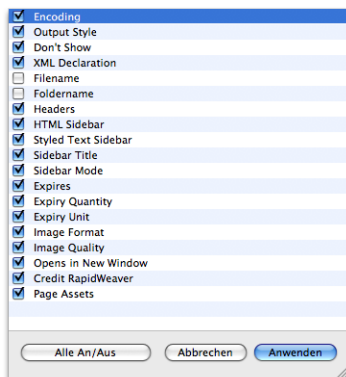 Encoding
Output Style
Don't Show
XML Declaration
Filename
Foldername
Headers
HTML Sidebar
Styled Text Sidebar
Sidebar Title
Sidebar Mode
Expires
Expiry Quantity
Expiry Unit
Image Format
Image Quality
Opens in New Window
Credit RapidWeaver
Page Assets
Alle An/Aus Abbrechen Anwenden